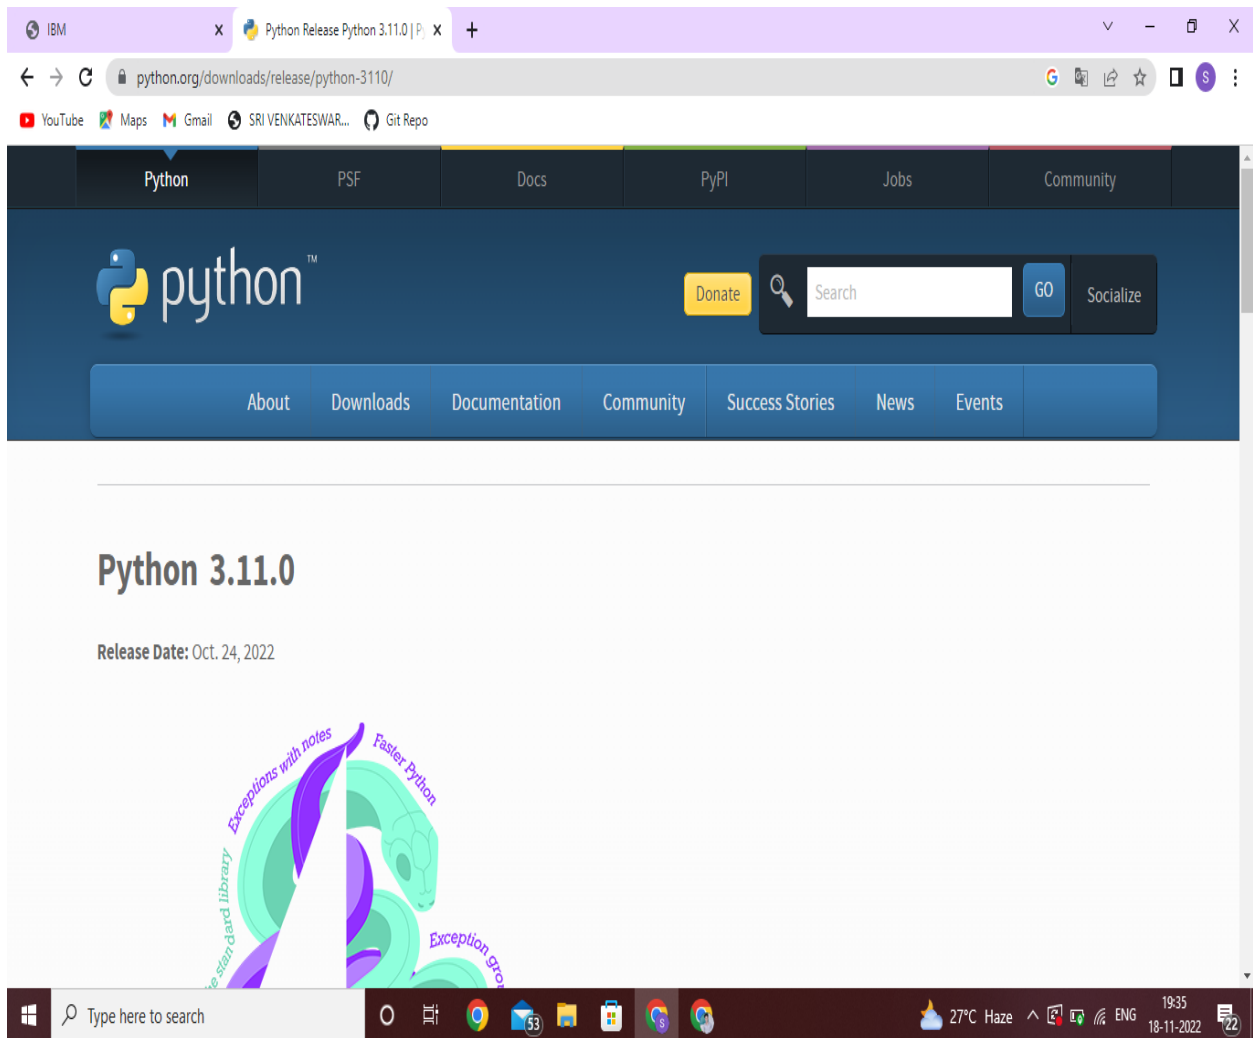 IBM
Python Release Python 3.11.0 | Py
python.org/downloads/release/python-3110/
YouTube Maps Gmail SRI VENKATESWAR... Git Repo
Python PSF Docs PyPI Jobs Community
python™
Donate Search GO Socialize
About Downloads Documentation Community Success Stories News Events
Python 3.11.0
Release Date: Oct. 24, 2022
Exceptions with notes
Faster Python
standard library
Exception
Type here to search
53
27°C Haze
ENG
19:35
18-11-2022
22
S
S